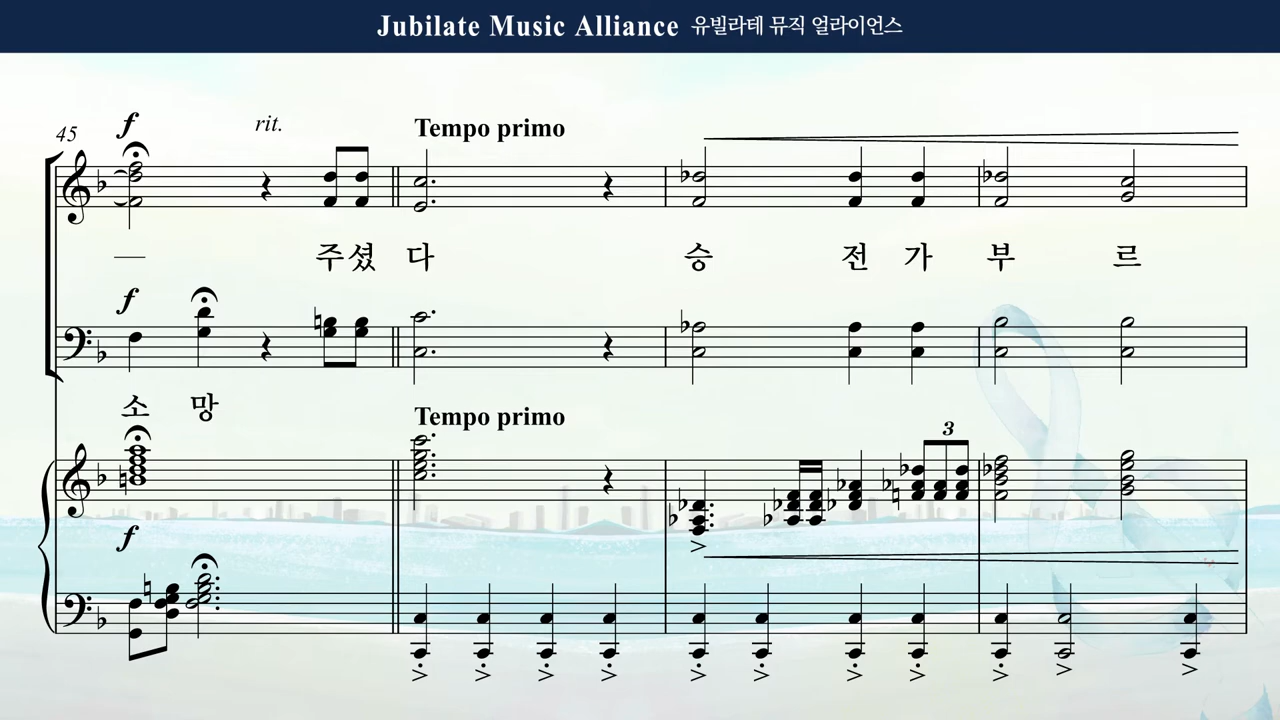 Jubilate Music Alliance 유빌라테 뮤직 얼라이언스
45 f rit. Tempo primo
주셨 다 승 전 가 부 르
f
소 망
Tempo primo
3
f